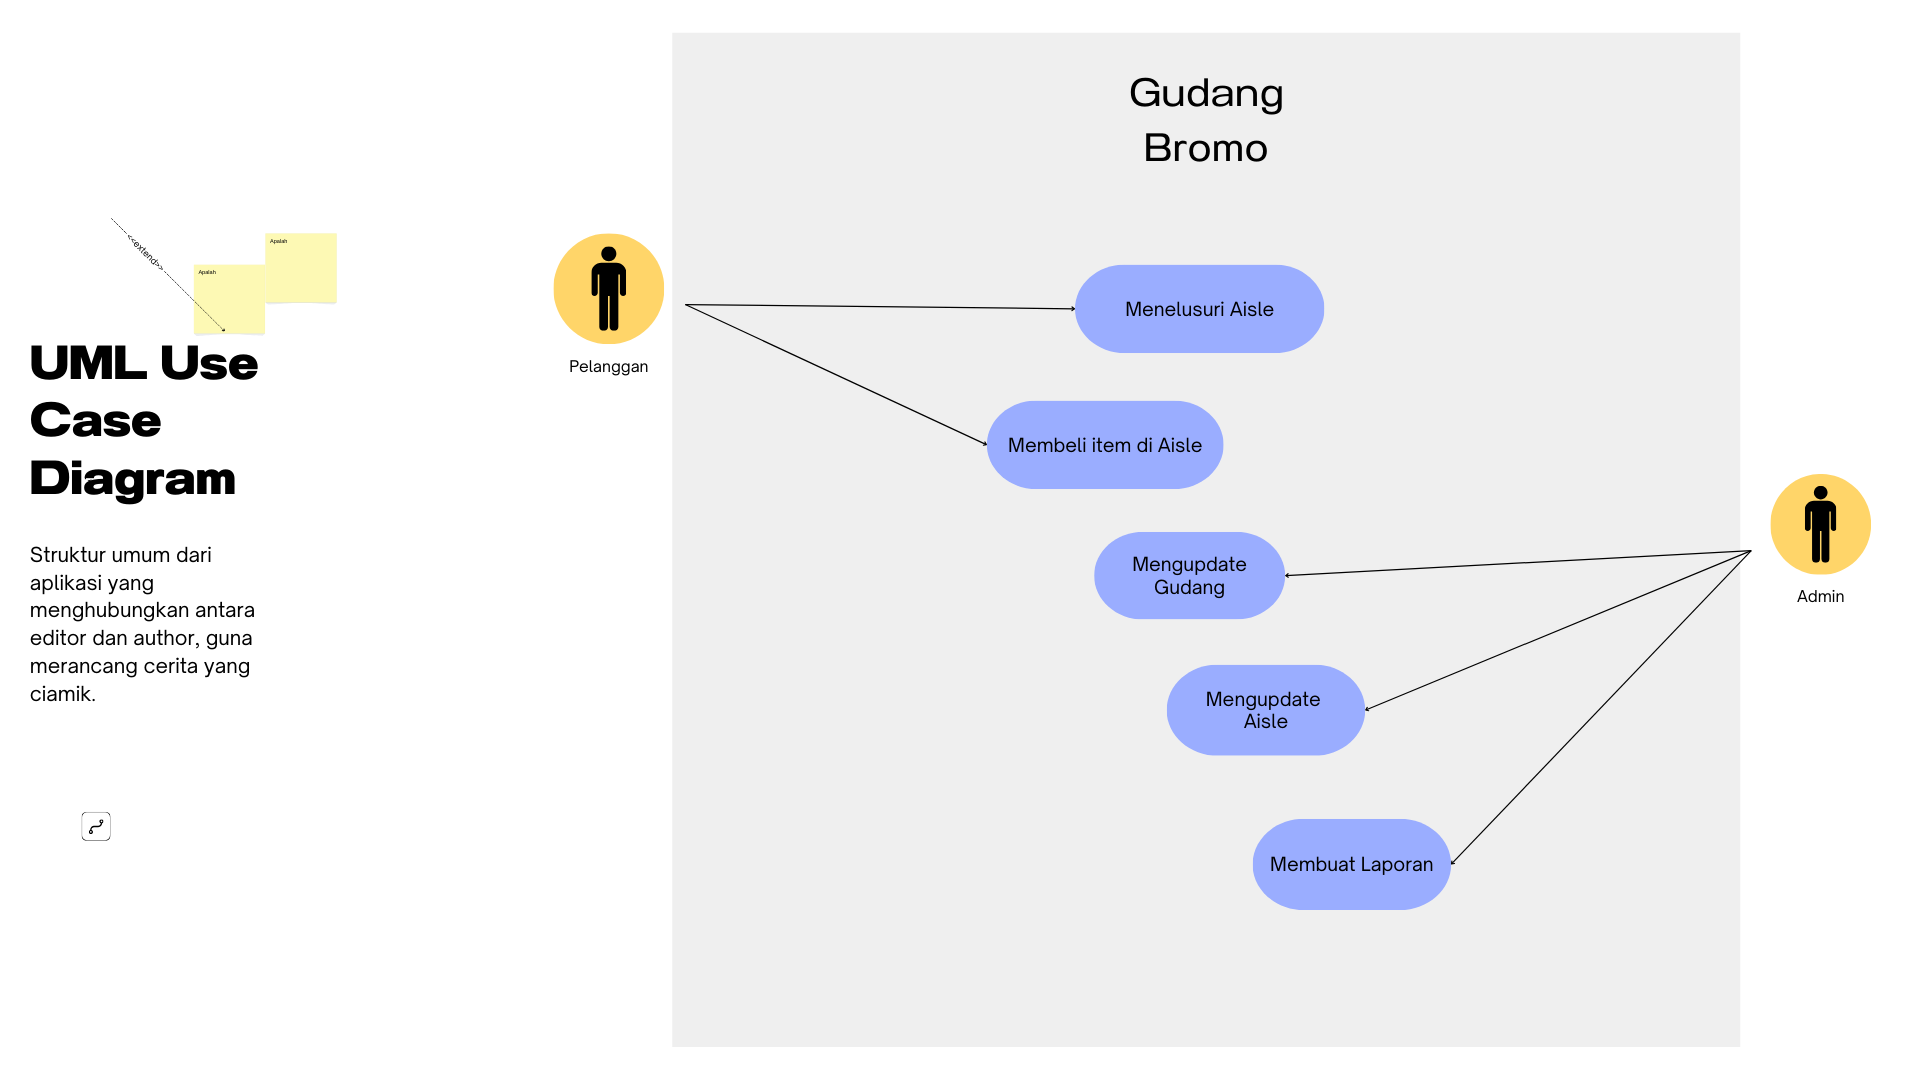 Gudang
Bromo
<<extend>>
Apalah
Apalah
UML Use
Case
Diagram
Struktur umum dari
aplikasi yang
menghubungkan antara
editor dan author, guna
merancang cerita yang
ciamik.
Pelanggan
Menelusuri Aisle
Membeli item di Aisle
Mengupdate
Gudang
Mengupdate
Aisle
Membuat Laporan
Admin